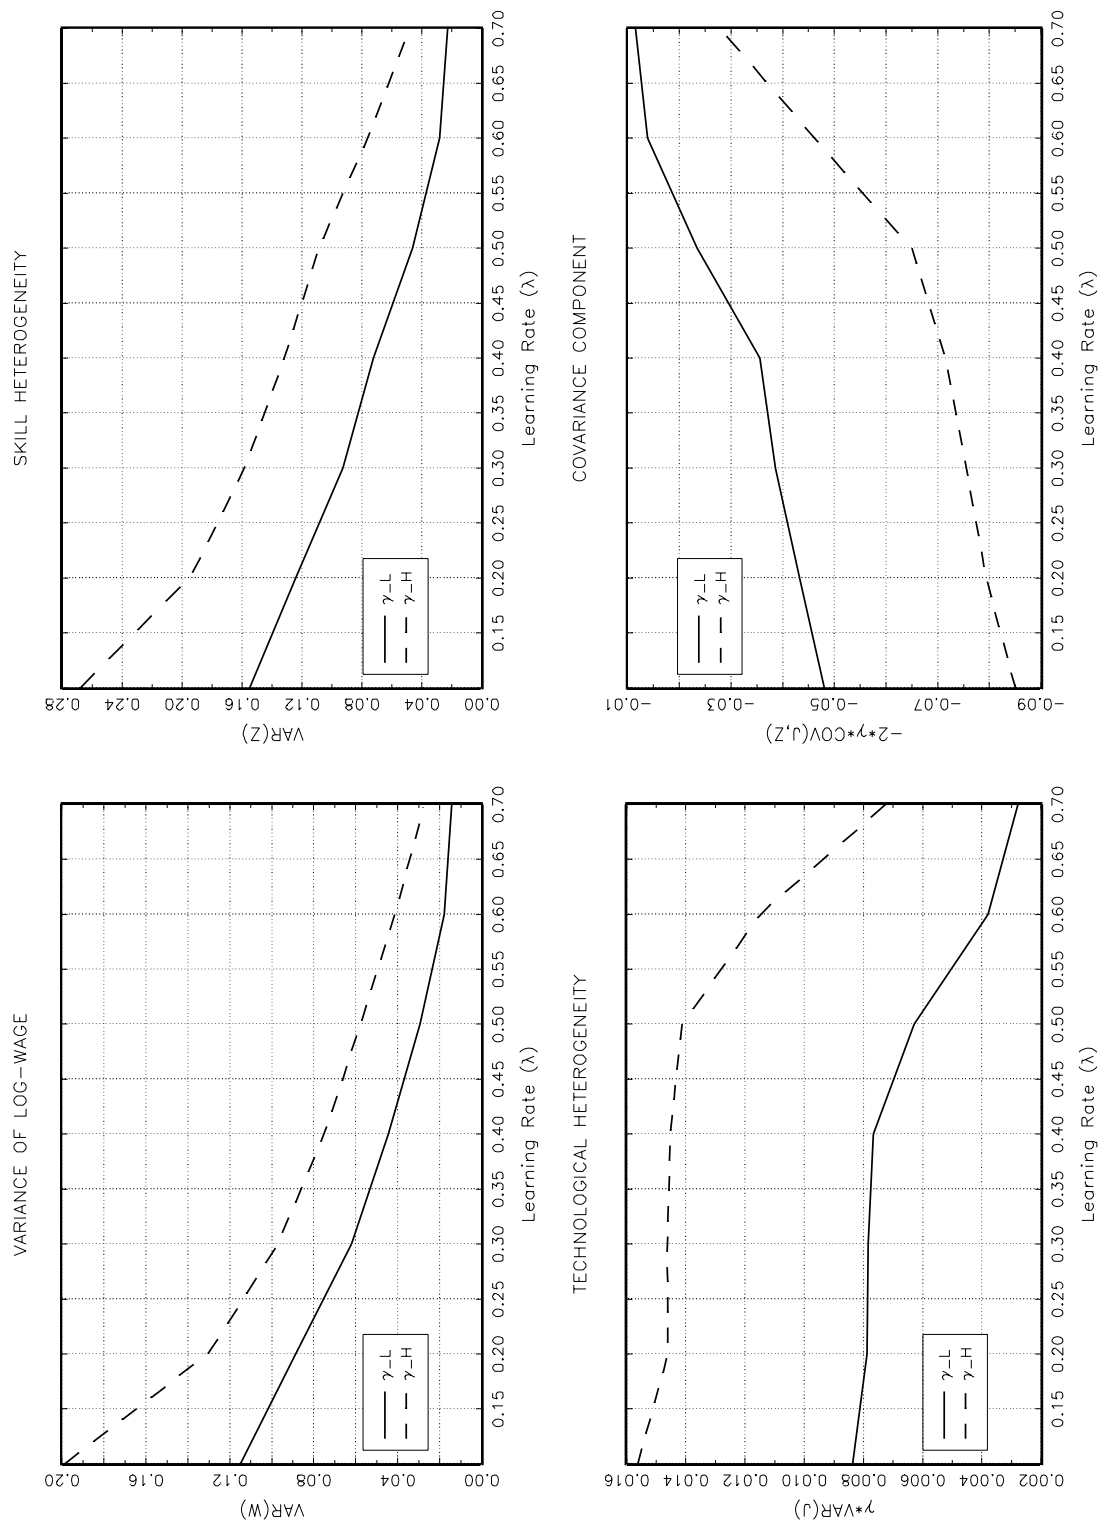 VARIANCE OF LOG−WAGE
VAR(W)
0.20
0.16
0.12
0.08
0.04
0.00
γ_L
γ_H
0.15 0.20 0.25 0.30 0.35 0.40 0.45 0.50 0.55 0.60 0.65 0.70
Learning Rate (λ)
SKILL HETEROGENEITY
VAR(Z)
0.28
0.24
0.20
0.16
0.12
0.08
0.04
0.00
γ_L
γ_H
0.15 0.20 0.25 0.30 0.35 0.40 0.45 0.50 0.55 0.60 0.65 0.70
Learning Rate (λ)
TECHNOLOGICAL HETEROGENEITY
γ*VAR(J)
0.016
0.014
0.012
0.010
0.008
0.006
0.004
0.002
γ_L
γ_H
0.15 0.20 0.25 0.30 0.35 0.40 0.45 0.50 0.55 0.60 0.65 0.70
Learning Rate (λ)
COVARIANCE COMPONENT
−2*γ*COV(J,Z)
−0.01
−0.03
−0.05
−0.07
−0.09
γ_L
γ_H
0.15 0.20 0.25 0.30 0.35 0.40 0.45 0.50 0.55 0.60 0.65 0.70
Learning Rate (λ)